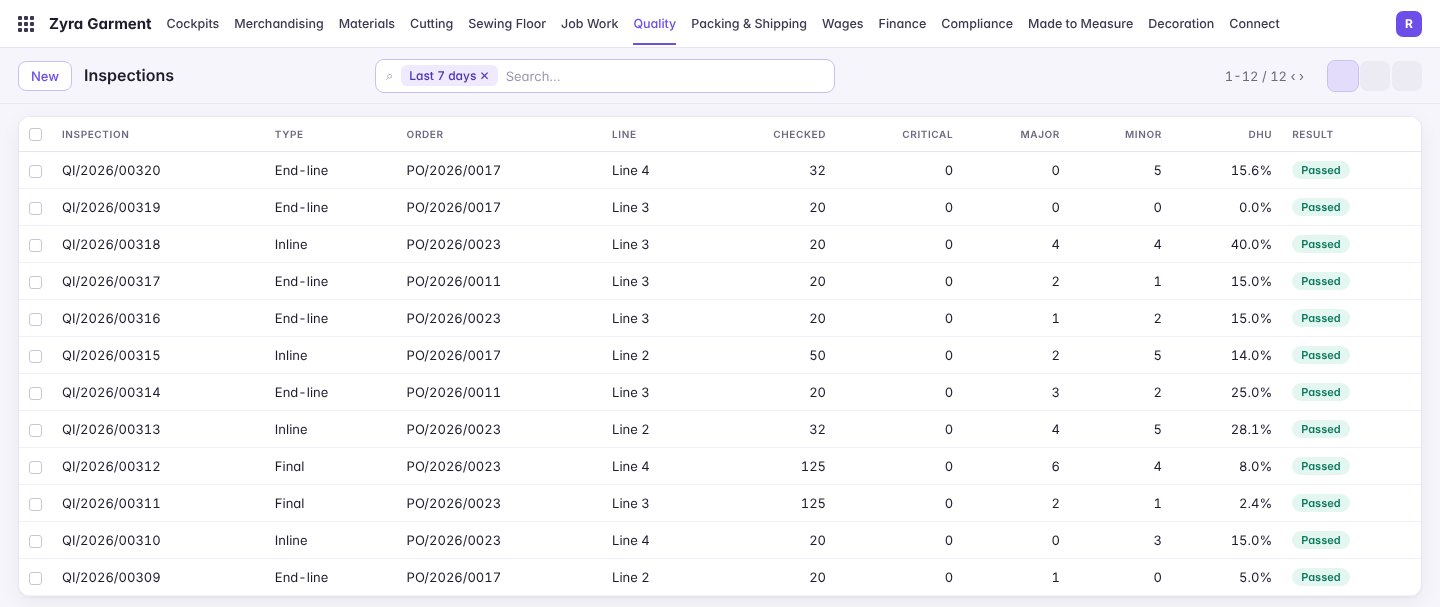 Zyra Garment Cockpits Merchandising Materials Cutting Sewing Floor Job Work Quality Packing & Shipping Wages Finance Compliance Made to Measure Decoration Connect R
New Inspections Last 7 days ✕ Search... 1-12 / 12 ‹ ›
INSPECTION TYPE ORDER LINE CHECKED CRITICAL MAJOR MINOR DHU RESULT
QI/2026/00320 End-line PO/2026/0017 Line 4 32 0 0 5 15.6% Passed
QI/2026/00319 End-line PO/2026/0017 Line 3 20 0 0 0 0.0% Passed
QI/2026/00318 Inline PO/2026/0023 Line 3 20 0 4 4 40.0% Passed
QI/2026/00317 End-line PO/2026/0011 Line 3 20 0 2 1 15.0% Passed
QI/2026/00316 End-line PO/2026/0023 Line 3 20 0 1 2 15.0% Passed
QI/2026/00315 Inline PO/2026/0017 Line 2 50 0 2 5 14.0% Passed
QI/2026/00314 End-line PO/2026/0011 Line 3 20 0 3 2 25.0% Passed
QI/2026/00313 Inline PO/2026/0023 Line 2 32 0 4 5 28.1% Passed
QI/2026/00312 Final PO/2026/0023 Line 4 125 0 6 4 8.0% Passed
QI/2026/00311 Final PO/2026/0023 Line 3 125 0 2 1 2.4% Passed
QI/2026/00310 Inline PO/2026/0023 Line 4 20 0 0 3 15.0% Passed
QI/2026/00309 End-line PO/2026/0017 Line 2 20 0 1 0 5.0% Passed